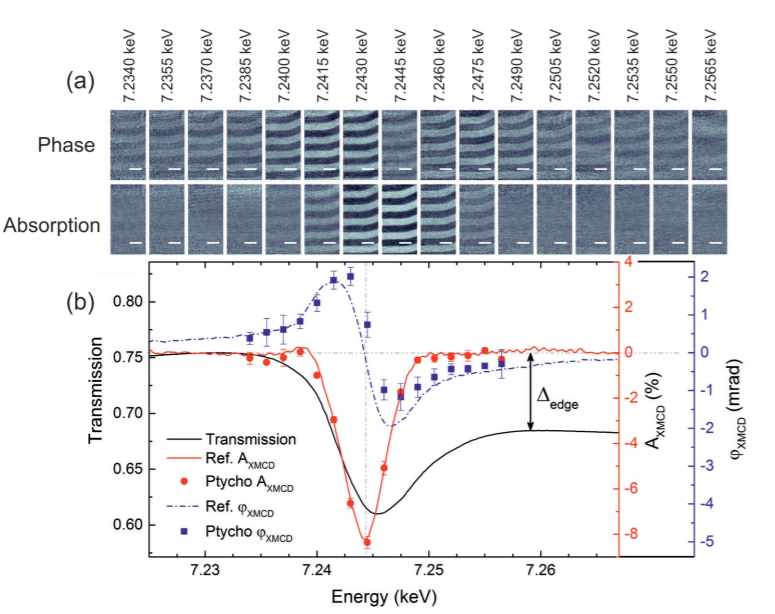 (a)
7.2340 keV
7.2355 keV
7.2370 keV
7.2385 keV
7.2400 keV
7.2415 keV
7.2430 keV
7.2445 keV
7.2460 keV
7.2475 keV
7.2490 keV
7.2505 keV
7.2520 keV
7.2535 keV
7.2550 keV
7.2565 keV
Phase
Absorption
(b)
Transmission
0.80
0.75
0.70
0.65
0.60
Transmission
Ref. A_XMCD
Ptycho A_XMCD
Ref. φ_XMCD
Ptycho φ_XMCD
Δ_edge
4
2
0
-2
-4
-6
-8
A_XMCD (%)
2
1
0
-1
-2
-3
-4
-5
φ_XMCD (mrad)
7.23
7.24
7.25
7.26
Energy (keV)